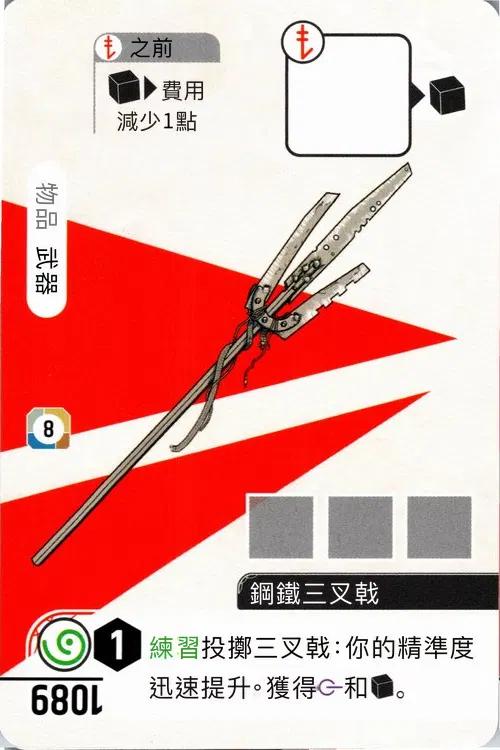 之前
費用
減少1點
物品 武器
8
鋼鐵三叉戟
1
練習投擲三叉戟：你的精準度
迅速提升。獲得和。
1089